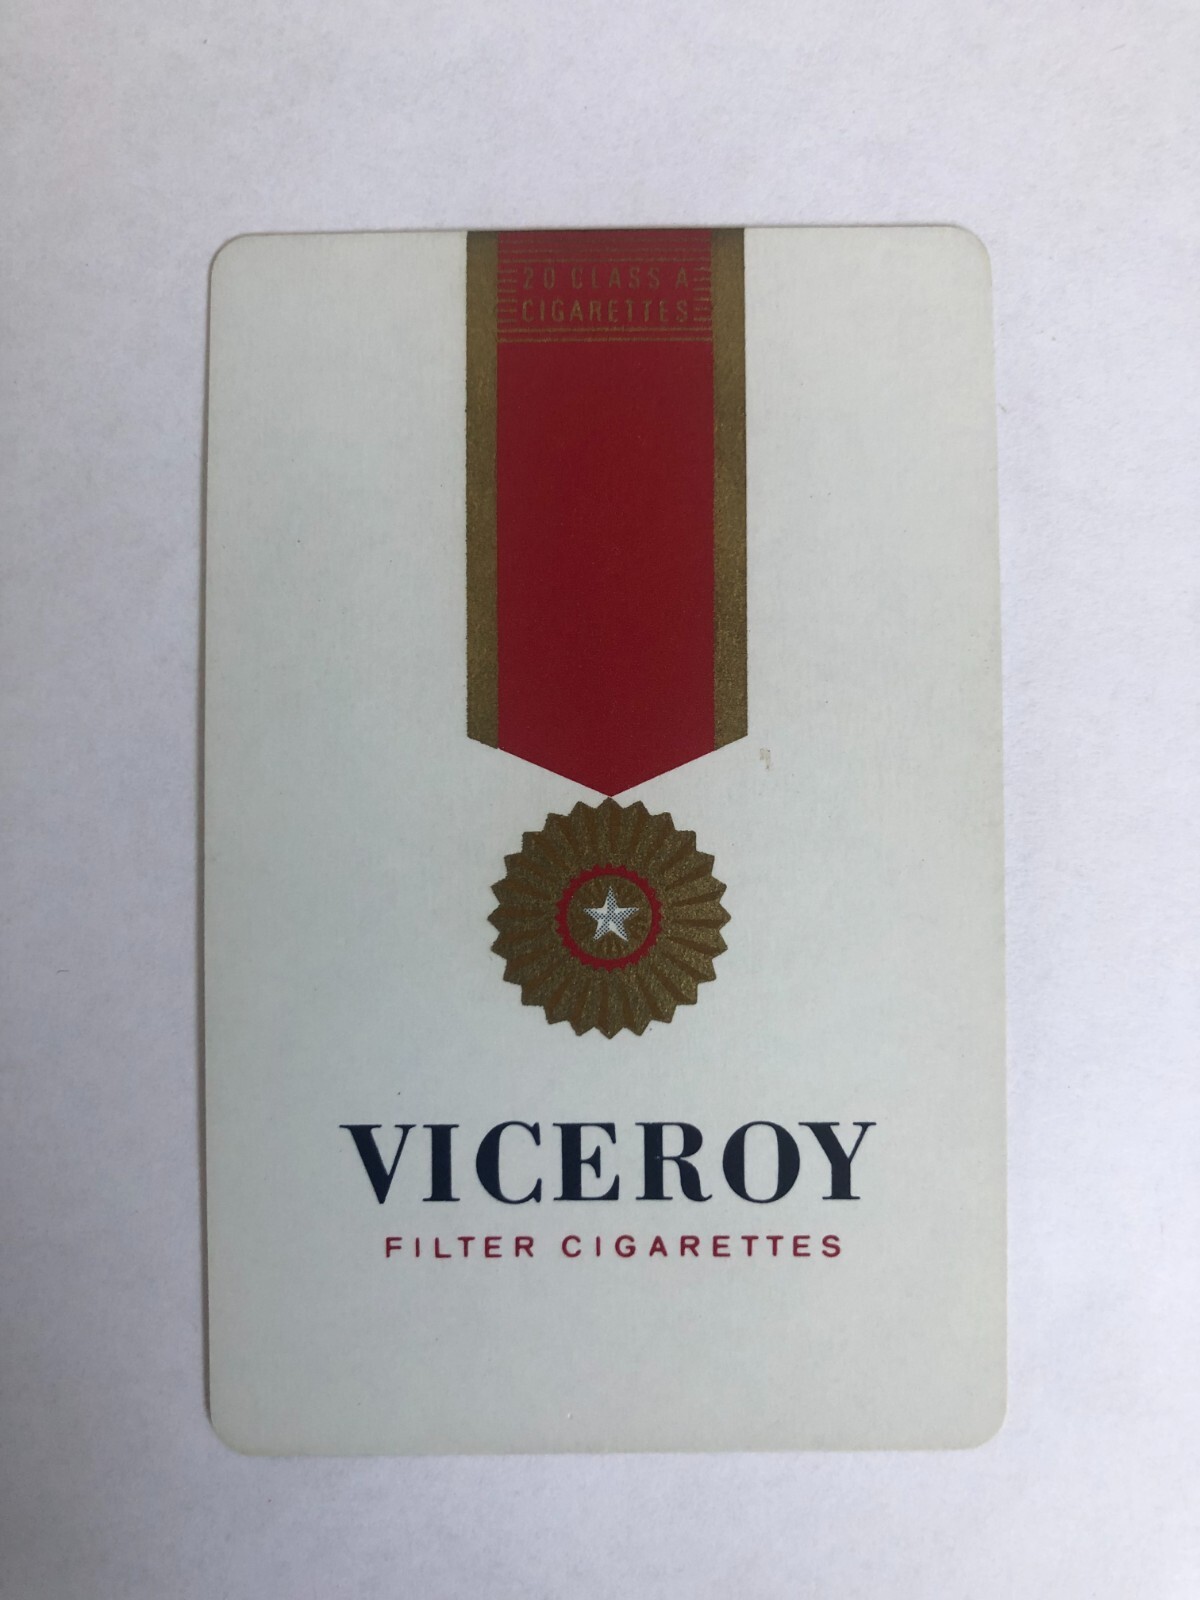 20 CLASS A
CIGARETTES
VICEROY
FILTER CIGARETTES